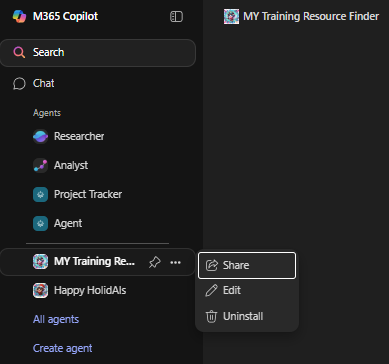 M365 Copilot
MY Training Resource Finder
Search
Chat
Agents
Researcher
Analyst
Project Tracker
Agent
MY Training Re...
Share
Edit
Happy HolidAIs
Uninstall
All agents
Create agent